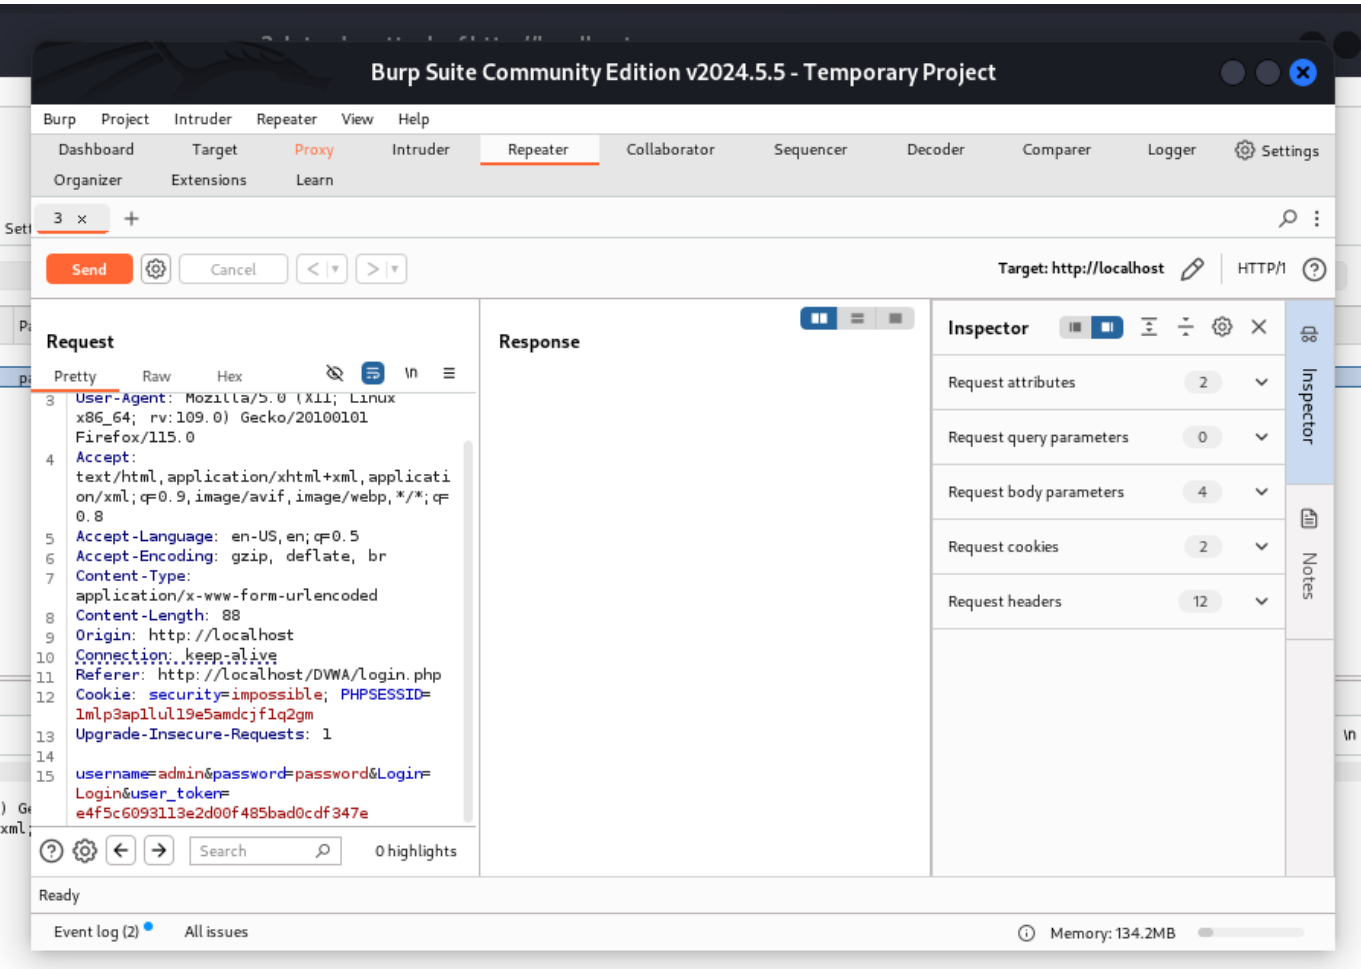 Burp Suite Community Edition v2024.5.5 - Temporary Project
Burp Project Intruder Repeater View Help
Dashboard Target Proxy Intruder Repeater Collaborator Sequencer Decoder Comparer Logger Settings
Organizer Extensions Learn
3 × +
Send Cancel < > Target: http://localhost HTTP/1 ?
Request
Pretty Raw Hex \n
3 User-Agent: Mozilla/5.0 (X11; Linux
x86_64; rv:109.0) Gecko/20100101
Firefox/115.0
4 Accept:
text/html,application/xhtml+xml,applicati
on/xml;q=0.9,image/avif,image/webp,*/*;q=
0.8
5 Accept-Language: en-US,en;q=0.5
6 Accept-Encoding: gzip, deflate, br
7 Content-Type:
application/x-www-form-urlencoded
8 Content-Length: 88
9 Origin: http://localhost
10 Connection: keep-alive
11 Referer: http://localhost/DVWA/login.php
12 Cookie: security=impossible; PHPSESSID=
1mlp3ap1lul19e5amdcjf1q2gm
13 Upgrade-Insecure-Requests: 1
14
15 username=admin&password=password&Login=
Login&user_token=
e4f5c6093113e2d00f485bad0cdf347e
? Search 0 highlights
Response
Inspector
Request attributes 2
Request query parameters 0
Request body parameters 4
Request cookies 2
Request headers 12
Inspector
Notes
Ready
Event log (2) All issues Memory: 134.2MB
\n
xml;